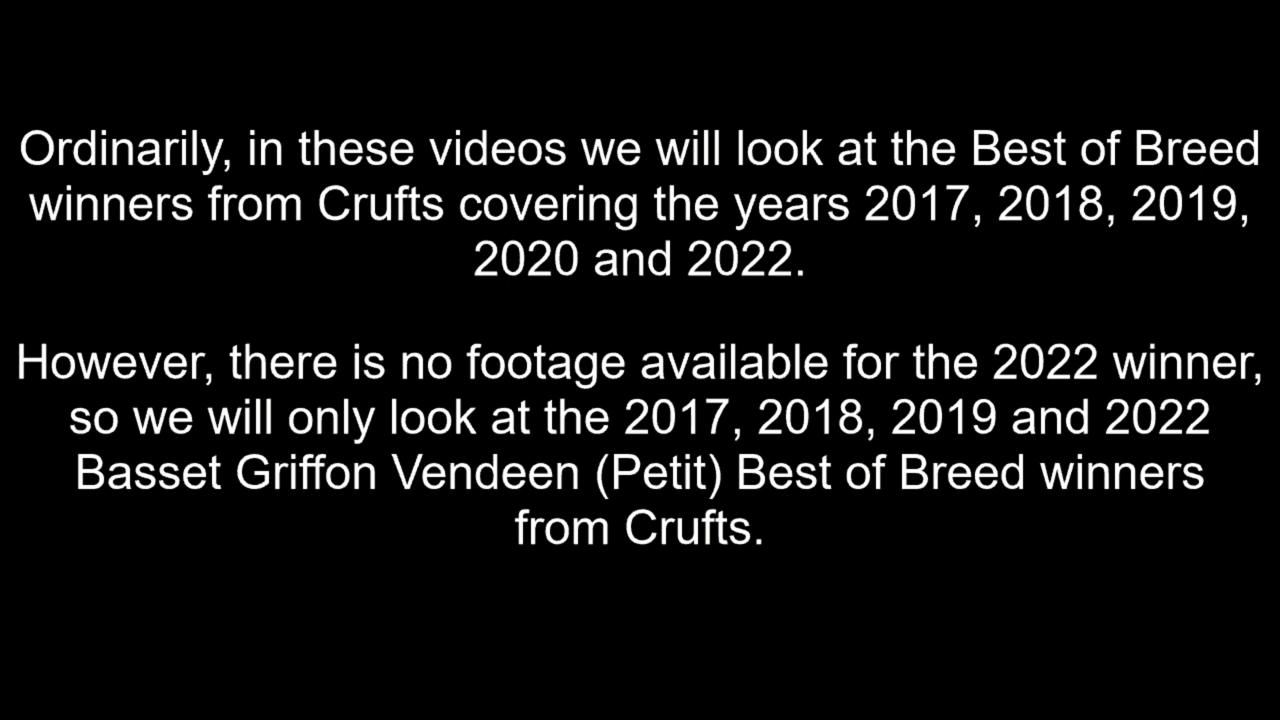 Ordinarily, in these videos we will look at the Best of Breed
winners from Crufts covering the years 2017, 2018, 2019,
2020 and 2022.
However, there is no footage available for the 2022 winner,
so we will only look at the 2017, 2018, 2019 and 2022
Basset Griffon Vendeen (Petit) Best of Breed winners
from Crufts.